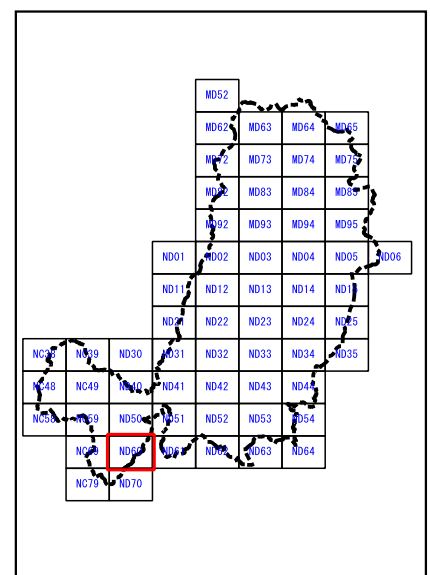 MD52
MD62 MD63 MD64 MD65
MD72 MD73 MD74 MD75
MD82 MD83 MD84 MD85
MD92 MD93 MD94 MD95
ND01 ND02 ND03 ND04 ND05 ND06
ND11 ND12 ND13 ND14 ND15
ND21 ND22 ND23 ND24 ND25
NC38 NC39 ND30 ND31 ND32 ND33 ND34 ND35
NC48 NC49 ND40 ND41 ND42 ND43 ND44
NC58 NC59 ND50 ND51 ND52 ND53 ND54
NC69 ND60 ND61 ND62 ND63 ND64
NC79 ND70